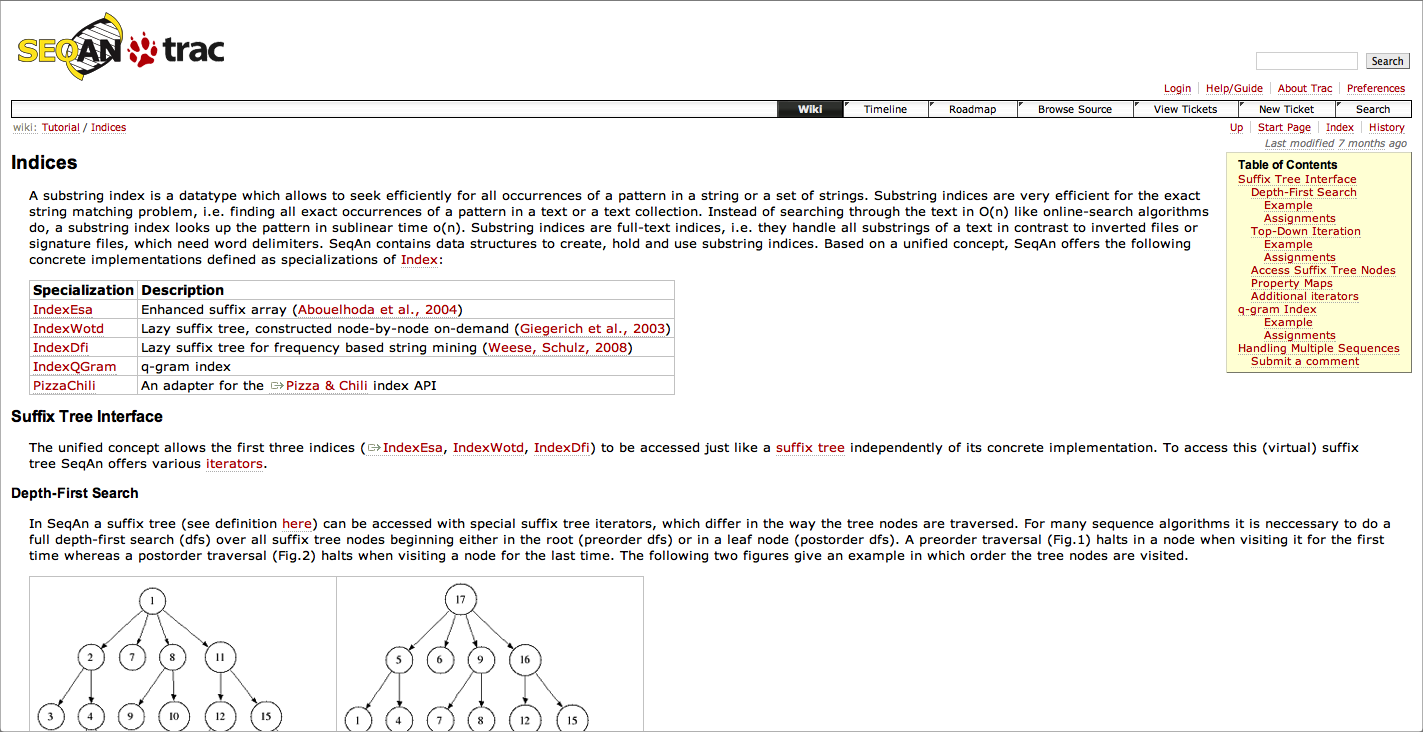 SEQAN trac
Search
Login Help/Guide About Trac Preferences
Wiki Timeline Roadmap Browse Source View Tickets New Ticket Search
wiki: Tutorial / Indices
Up Start Page Index History
Last modified 7 months ago
Indices
A substring index is a datatype which allows to seek efficiently for all occurrences of a pattern in a string or a set of strings. Substring indices are very efficient for the exact
string matching problem, i.e. finding all exact occurrences of a pattern in a text or a text collection. Instead of searching through the text in O(n) like online-search algorithms
do, a substring index looks up the pattern in sublinear time o(n). Substring indices are full-text indices, i.e. they handle all substrings of a text in contrast to inverted files or
signature files, which need word delimiters. SeqAn contains data structures to create, hold and use substring indices. Based on a unified concept, SeqAn offers the following
concrete implementations defined as specializations of Index:
Table of Contents
Suffix Tree Interface
Depth-First Search
Example
Assignments
Top-Down Iteration
Example
Assignments
Access Suffix Tree Nodes
Property Maps
Additional iterators
q-gram Index
Example
Assignments
Handling Multiple Sequences
Submit a comment
Specialization Description
IndexEsa Enhanced suffix array (Abouelhoda et al., 2004)
IndexWotd Lazy suffix tree, constructed node-by-node on-demand (Giegerich et al., 2003)
IndexDfi Lazy suffix tree for frequency based string mining (Weese, Schulz, 2008)
IndexQGram q-gram index
PizzaChili An adapter for the Pizza & Chili index API
Suffix Tree Interface
The unified concept allows the first three indices (IndexEsa, IndexWotd, IndexDfi) to be accessed just like a suffix tree independently of its concrete implementation. To access this (virtual) suffix
tree SeqAn offers various iterators.
Depth-First Search
In SeqAn a suffix tree (see definition here) can be accessed with special suffix tree iterators, which differ in the way the tree nodes are traversed. For many sequence algorithms it is neccessary to do a
full depth-first search (dfs) over all suffix tree nodes beginning either in the root (preorder dfs) or in a leaf node (postorder dfs). A preorder traversal (Fig.1) halts in a node when visiting it for the first
time whereas a postorder traversal (Fig.2) halts when visiting a node for the last time. The following two figures give an example in which order the tree nodes are visited.
1
2 7 8 11
3 4 9 10 12 15
17
5 6 9 16
1 4 7 8 12 15